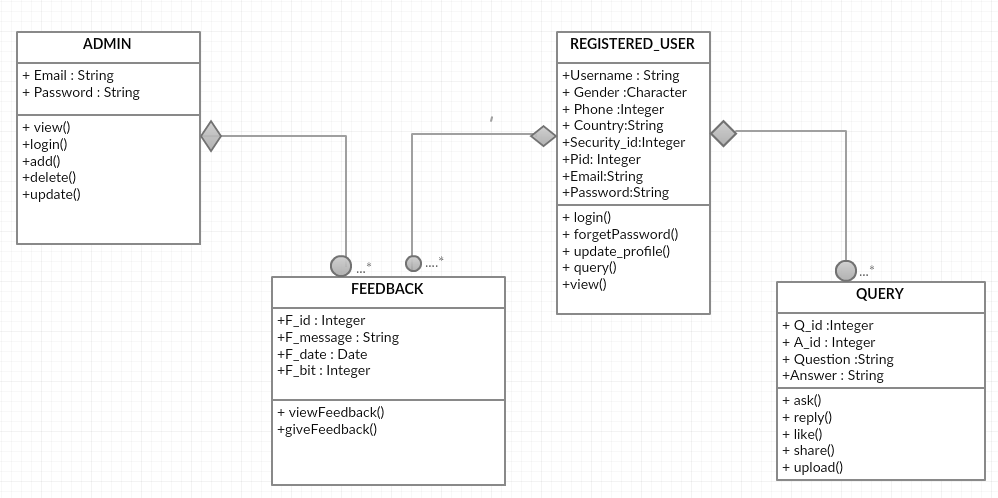 ADMIN
+ Email : String
+ Password : String
+ view()
+login()
+add()
+delete()
+update()
REGISTERED_USER
+Username : String
+ Gender :Character
+ Phone :Integer
+ Country:String
+Security_id:Integer
+Pid: Integer
+Email:String
+Password:String
+ login()
+ forgetPassword()
+ update_profile()
+ query()
+view()
...*
....*
FEEDBACK
+F_id : Integer
+F_message : String
+F_date : Date
+F_bit : Integer
+ viewFeedback()
+giveFeedback()
...*
QUERY
+ Q_id :Integer
+ A_id : Integer
+ Question :String
+Answer : String
+ ask()
+ reply()
+ like()
+ share()
+ upload()